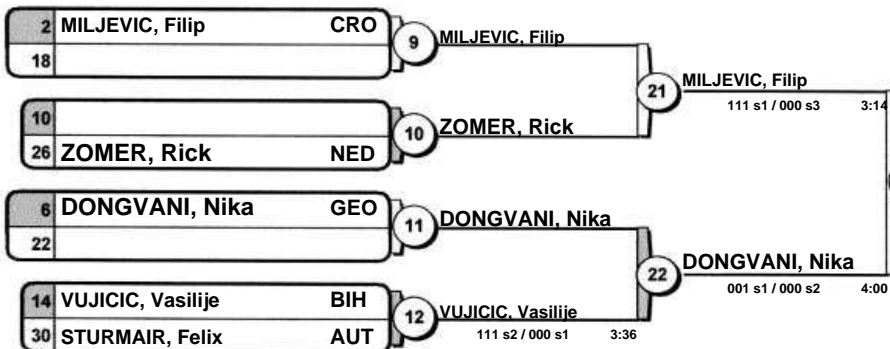 2 MILJEVIC, Filip CRO
18
9
MILJEVIC, Filip
10
26 ZOMER, Rick NED
10
ZOMER, Rick
21
MILJEVIC, Filip
111 s1 / 000 s3 3:14
6 DONGVANI, Nika GEO
22
11
DONGVANI, Nika
14 VUJICIC, Vasilije BIH
30 STURMAIR, Felix AUT
12
VUJICIC, Vasilije
111 s2 / 000 s1 3:36
22
DONGVANI, Nika
001 s1 / 000 s2 4:00